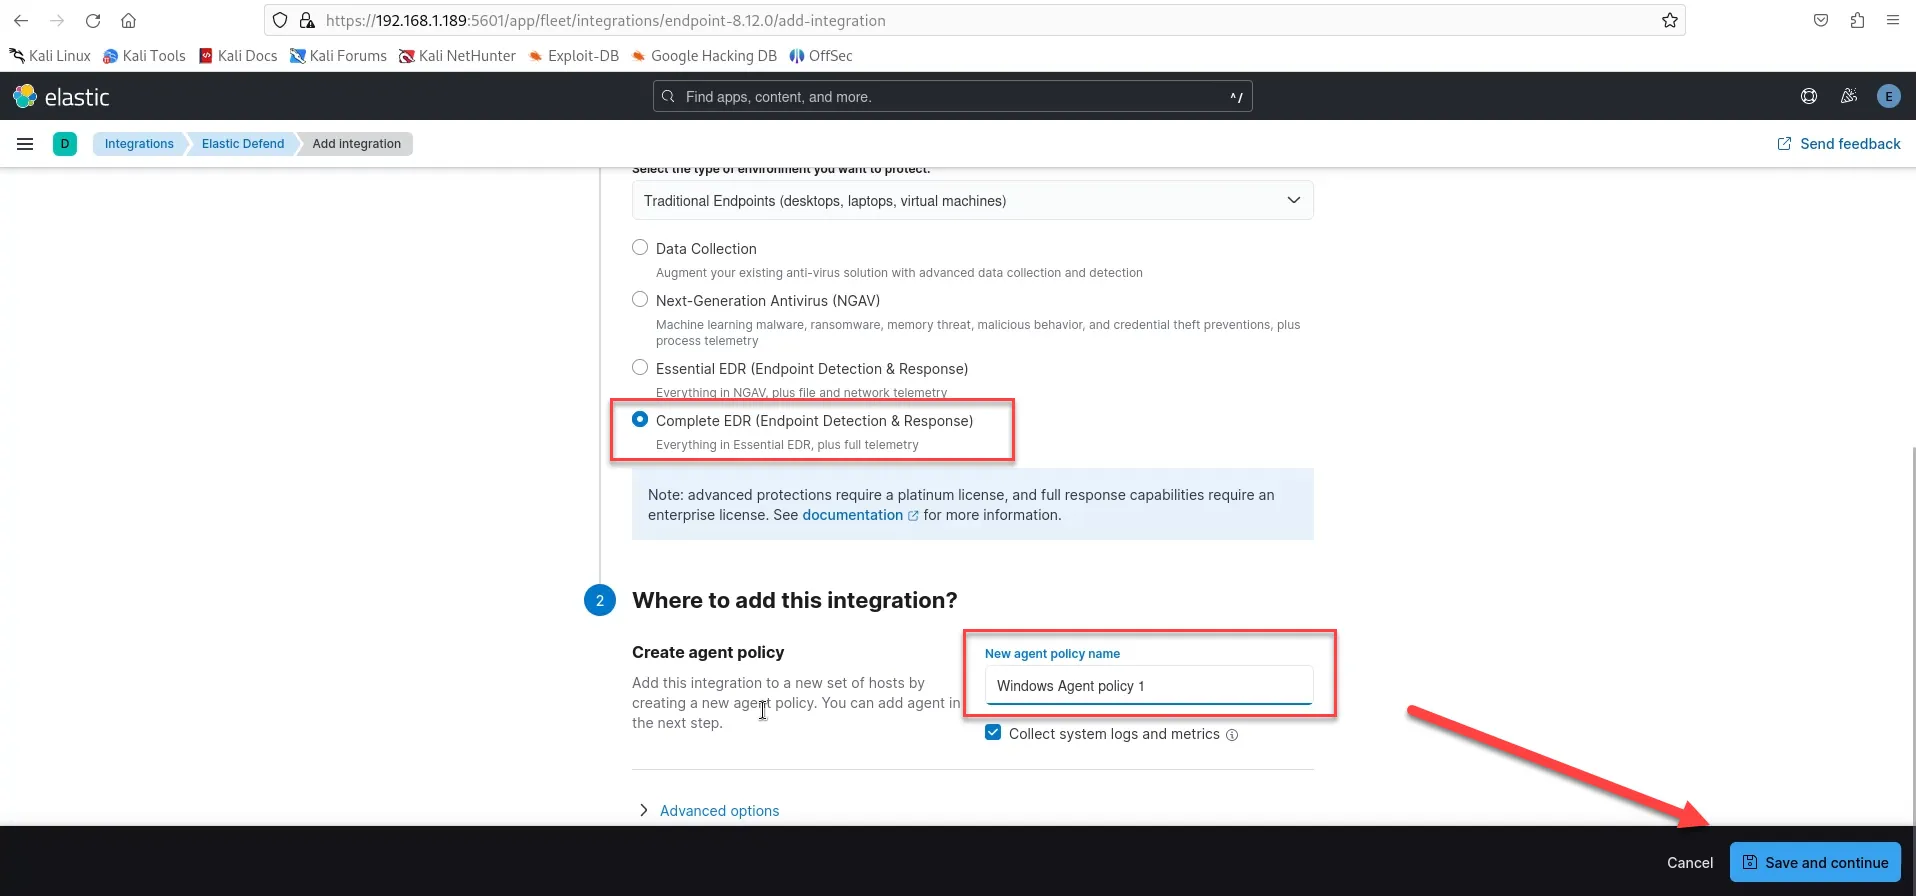 https://192.168.1.189:5601/app/fleet/integrations/endpoint-8.12.0/add-integration
Kali Linux Kali Tools Kali Docs Kali Forums Kali NetHunter Exploit-DB Google Hacking DB OffSec
elastic Find apps, content, and more. ^/ E
D Integrations Elastic Defend Add integration Send feedback
Select the type of environment you want to protect.
Traditional Endpoints (desktops, laptops, virtual machines)
Data Collection
Augment your existing anti-virus solution with advanced data collection and detection
Next-Generation Antivirus (NGAV)
Machine learning malware, ransomware, memory threat, malicious behavior, and credential theft preventions, plus
process telemetry
Essential EDR (Endpoint Detection & Response)
Everything in NGAV, plus file and network telemetry
Complete EDR (Endpoint Detection & Response)
Everything in Essential EDR, plus full telemetry
Note: advanced protections require a platinum license, and full response capabilities require an
enterprise license. See documentation for more information.
2 Where to add this integration?
Create agent policy
Add this integration to a new set of hosts by
creating a new agent policy. You can add agent in
the next step.
New agent policy name
Windows Agent policy 1
Collect system logs and metrics
Advanced options
Cancel Save and continue